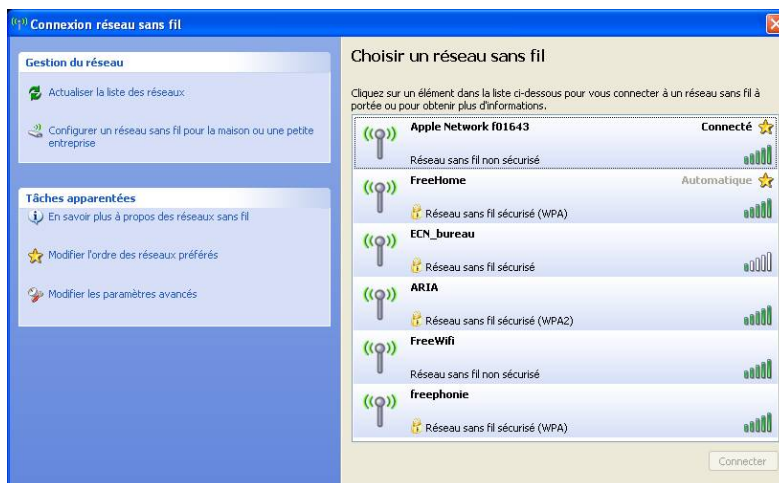 Connexion réseau sans fil
Gestion du réseau
Actualiser la liste des réseaux
Configurer un réseau sans fil pour la maison ou une petite
entreprise
Tâches apparentées
En savoir plus à propos des réseaux sans fil
Modifier l'ordre des réseaux préférés
Modifier les paramètres avancés
Choisir un réseau sans fil
Cliquez sur un élément dans la liste ci-dessous pour vous connecter à un réseau sans fil à
portée ou pour obtenir plus d'informations.
Apple Network f01643 Connecté
Réseau sans fil non sécurisé
FreeHome Automatique
Réseau sans fil sécurisé (WPA)
ECN_bureau
Réseau sans fil sécurisé
ARIA
Réseau sans fil sécurisé (WPA2)
FreeWifi
Réseau sans fil non sécurisé
freephonie
Réseau sans fil sécurisé (WPA)
Connecter